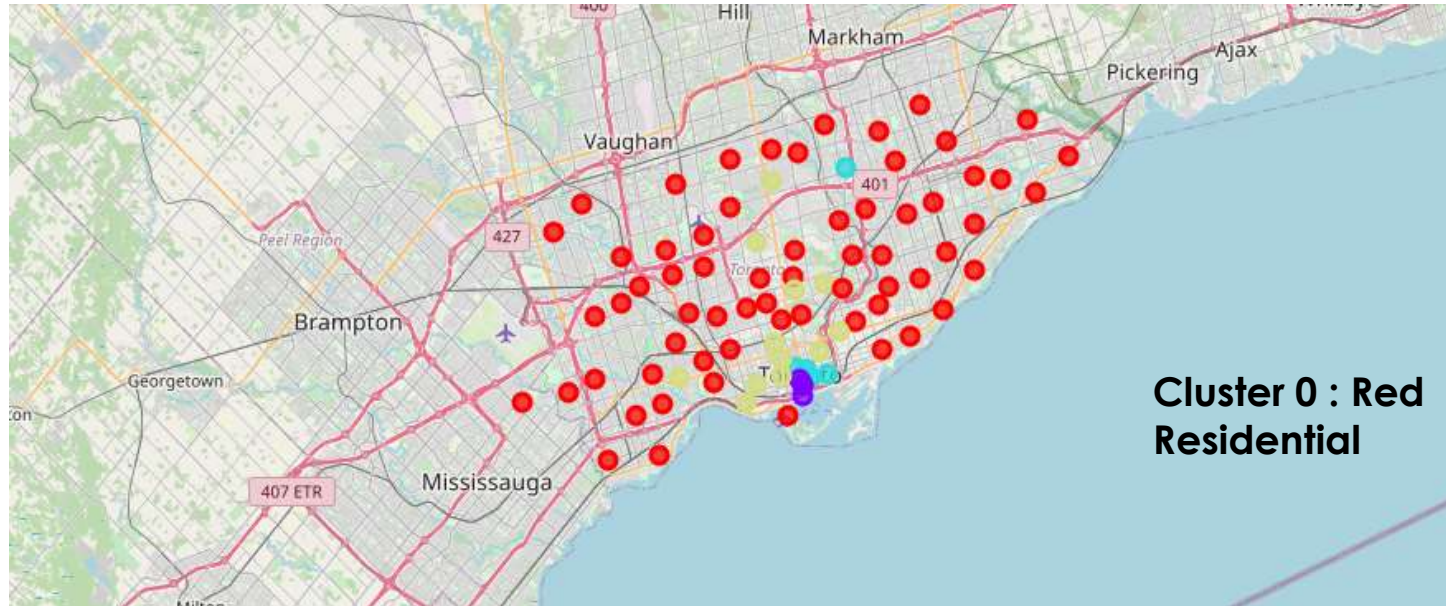 400
Hill
Markham
Ajax
Pickering
Vaughan
401
427
Peel Region
Toronto
Brampton
Georgetown
Cluster 0 : Red
Residential
Mississauga
407 ETR